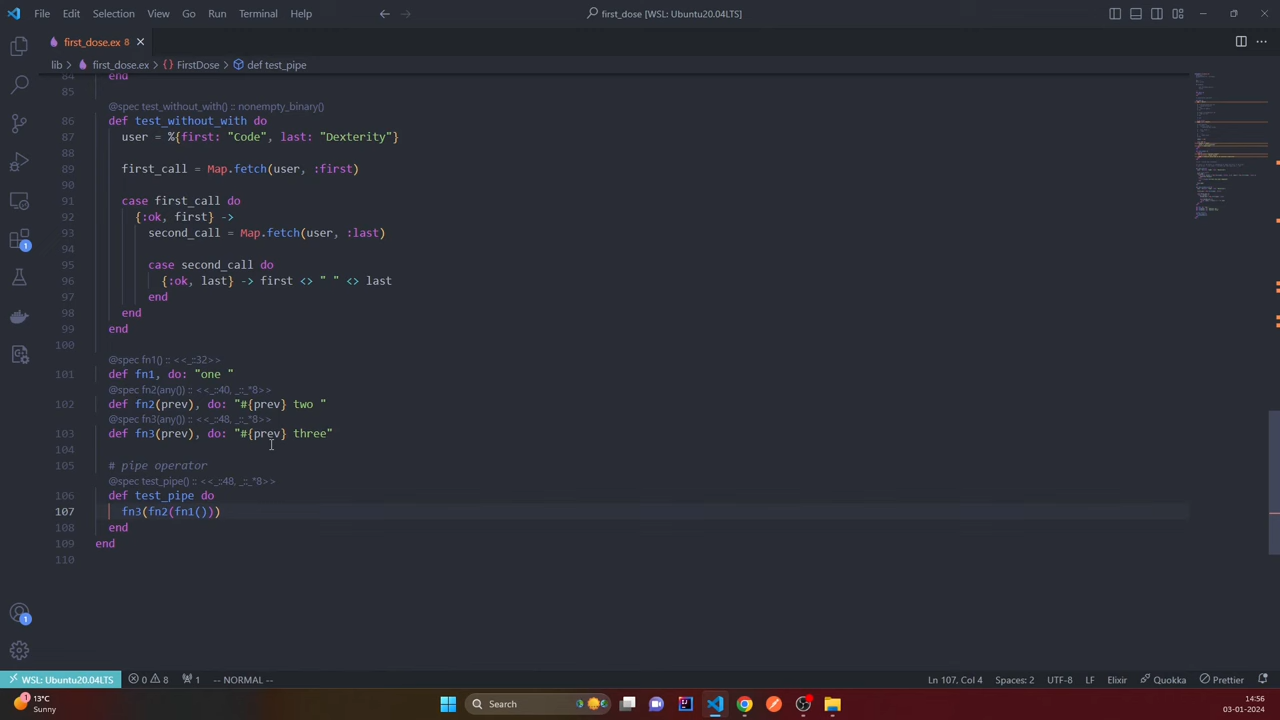 File Edit Selection View Go Run Terminal Help
first_dose [WSL: Ubuntu20.04LTS]
first_dose.ex 8
lib > first_dose.ex > {} FirstDose > def test_pipe
84 end
85
@spec test_without_with() :: nonempty_binary()
86 def test_without_with do
87 user = %{first: "Code", last: "Dexterity"}
88
89 first_call = Map.fetch(user, :first)
90
91 case first_call do
92 {:ok, first} ->
93 second_call = Map.fetch(user, :last)
94
95 case second_call do
96 {:ok, last} -> first <> " " <> last
97 end
98 end
99 end
100
@spec fn1() :: <<_::32>>
101 def fn1, do: "one "
@spec fn2(any()) :: <<_::40, _::_*8>>
102 def fn2(prev), do: "#{prev} two "
@spec fn3(any()) :: <<_::48, _::_*8>>
103 def fn3(prev), do: "#{prev} three"
104
105 # pipe operator
@spec test_pipe() :: <<_::48, _::_*8>>
106 def test_pipe do
107 fn3(fn2(fn1()))
108 end
109 end
110
1
1
WSL: Ubuntu20.04LTS 0 8 1 -- NORMAL -- Ln 107, Col 4 Spaces: 2 UTF-8 LF Elixir Quokka Prettier
1
13°C
Sunny
Search
14:56
03-01-2024